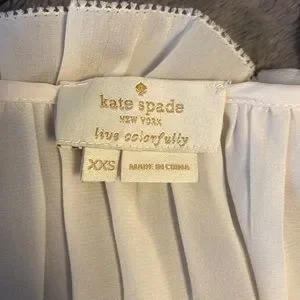 kate spade
NEW YORK
live colorfully
XXS
MADE IN CHINA